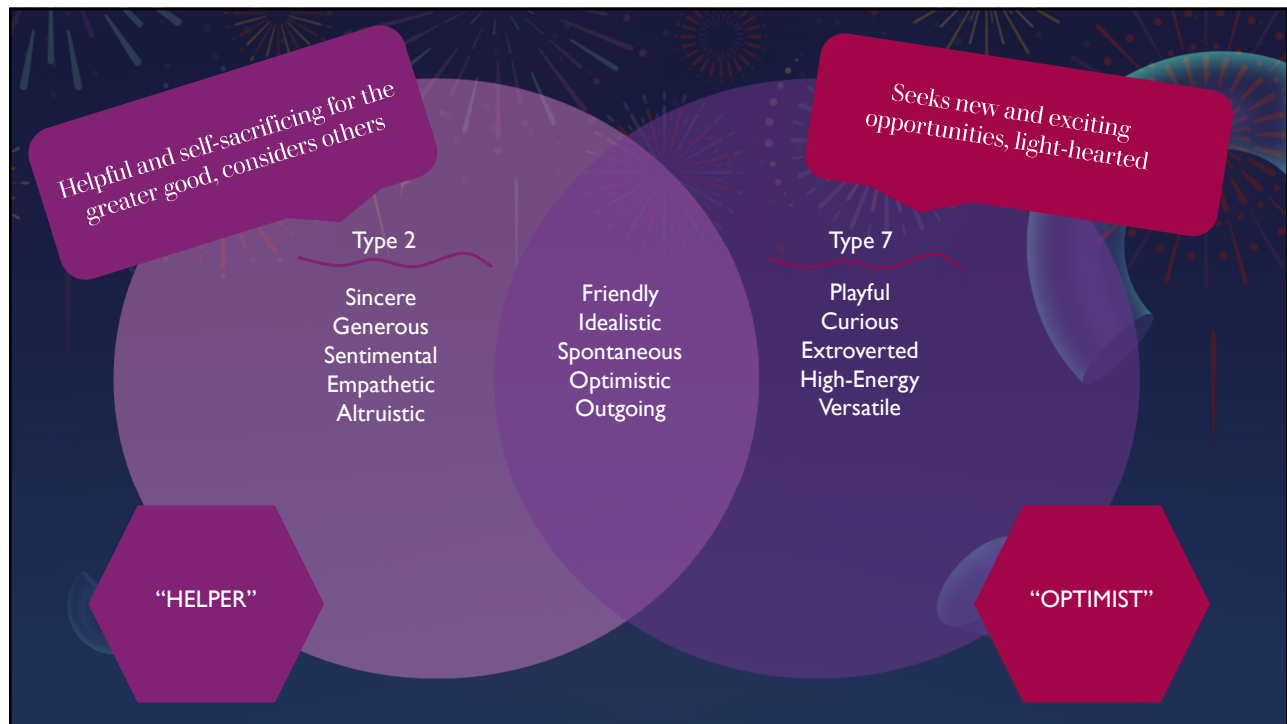 Helpful and self-sacrificing for the
greater good, considers others
Seeks new and exciting
opportunities, light-hearted
Type 2
Sincere
Generous
Sentimental
Empathetic
Altruistic
Friendly
Idealistic
Spontaneous
Optimistic
Outgoing
Type 7
Playful
Curious
Extroverted
High-Energy
Versatile
“HELPER”
“OPTIMIST”